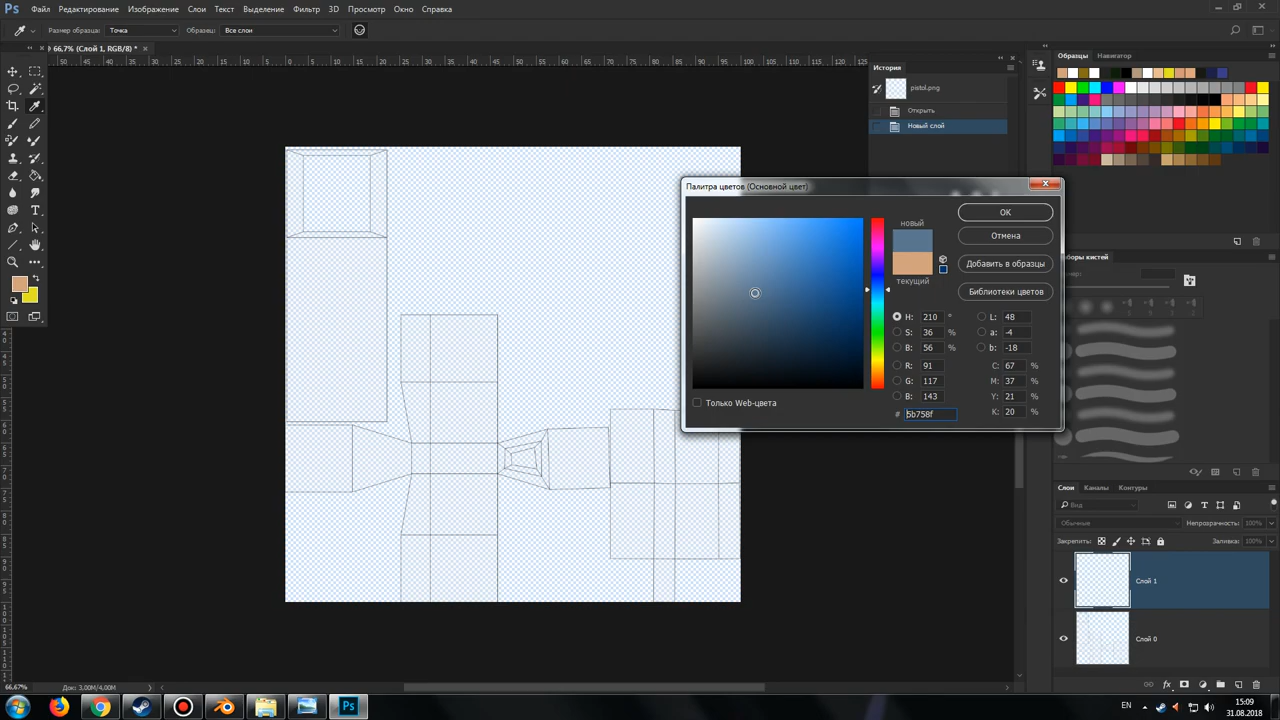 Ps Файл Редактирование Изображение Слои Текст Выделение Фильтр 3D Просмотр Окно Справка
Размер образца: Точка Образец: Все слои
@ 66,7% (Слой 1, RGB/8) *
Образцы Навигатор
История
pistol.png
Открыть
Новый слой
Палитра цветов (Основной цвет)
новый
текущий
OK
Отмена
Добавить в образцы
Библиотеки цветов
H: 210 °
S: 36 %
B: 56 %
R: 91
G: 117
B: 143
# 5b758f
L: 48
a: -4
b: -18
C: 67 %
M: 37 %
Y: 21 %
K: 20 %
Только Web-цвета
Слои Каналы Контуры
Вид
Обычные Непрозрачность: 100%
Закрепить: Заливка: 100%
Слой 1
Слой 0
66,67% Док: 3,00M/4,00M
Ps
EN
15:09
31.08.2018